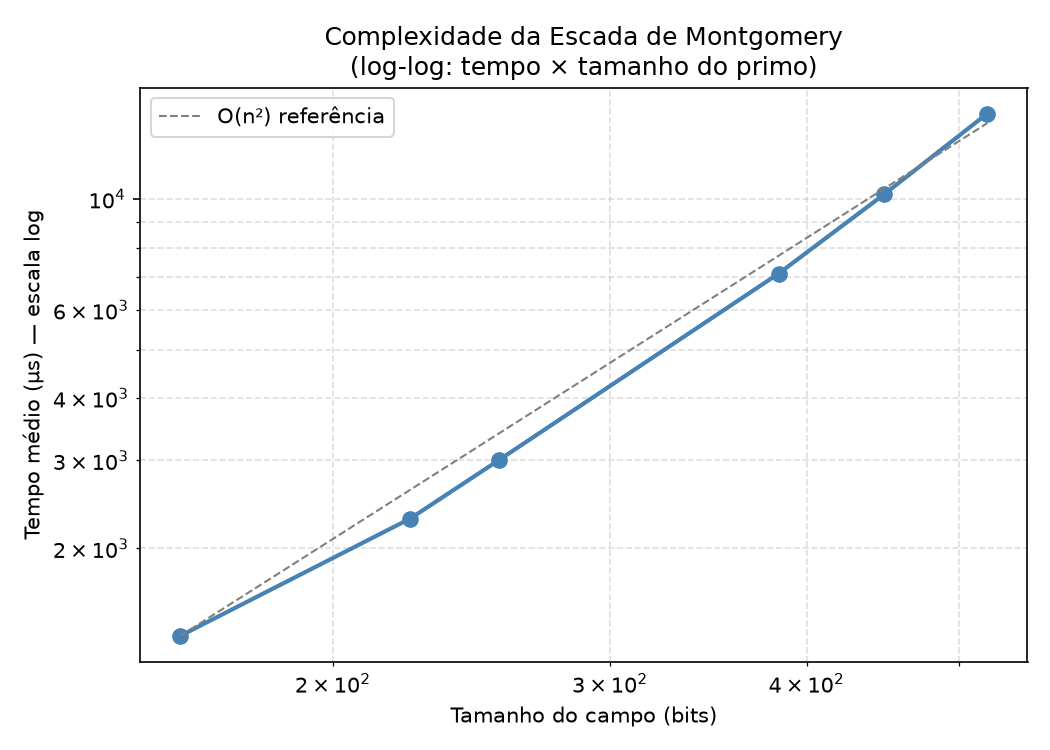 Complexidade da Escada de Montgomery
(log-log: tempo × tamanho do primo)
O(n²) referência
10⁴
6 × 10³
4 × 10³
3 × 10³
2 × 10³
Tempo médio (µs) — escala log
2 × 10² 3 × 10² 4 × 10²
Tamanho do campo (bits)